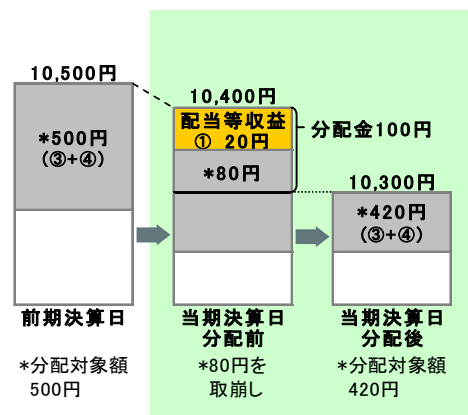 10,500円
*500円
(③+④)
前期決算日
*分配対象額
500円
10,400円
配当等収益
① 20円
*80円
分配金100円
当期決算日
分配前
*80円を
取崩し
10,300円
*420円
(③+④)
当期決算日
分配後
*分配対象額
420円